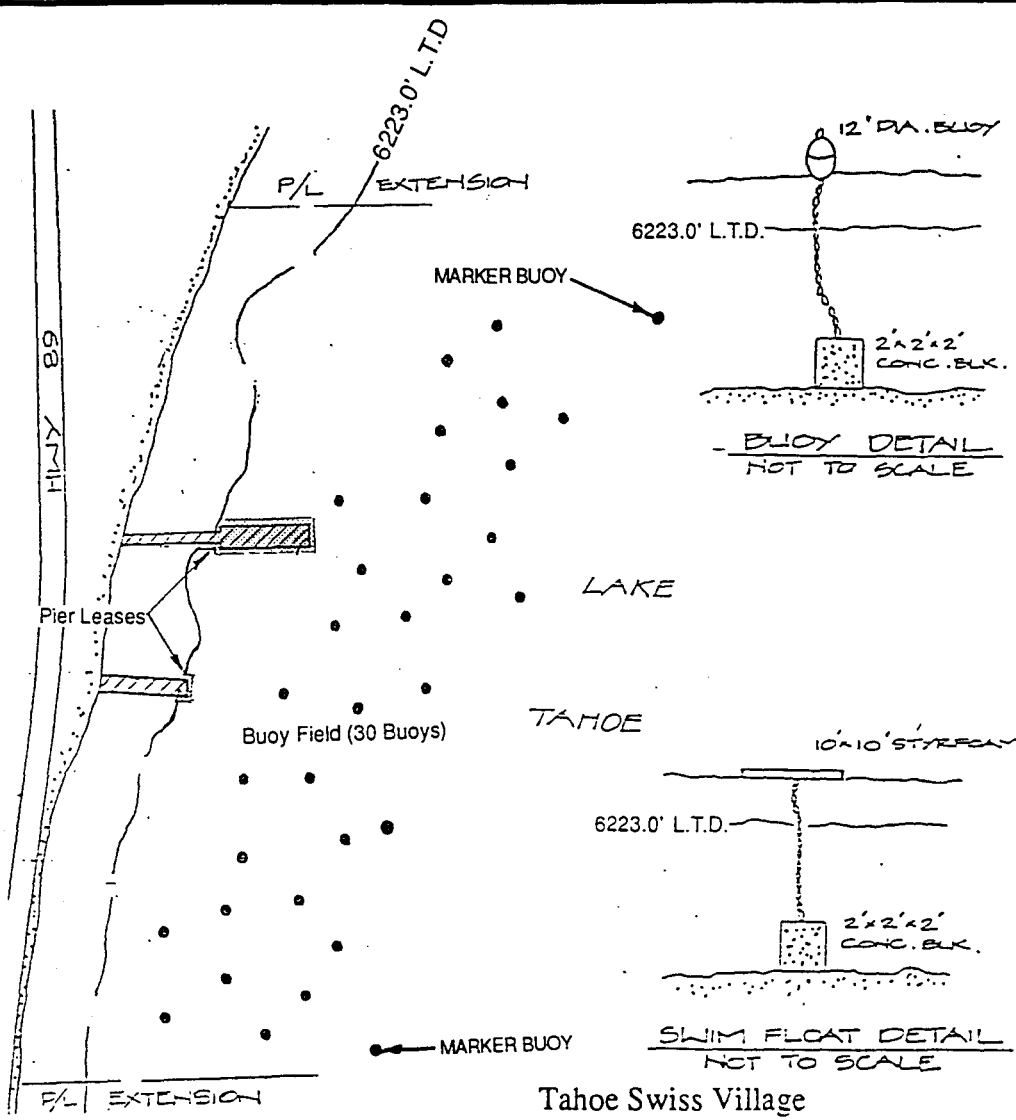 6223.0' L.T.D
P/L EXTENSION
12" DIA. BUOY
6223.0' L.T.D.
MARKER BUOY
2'x2'x2'
CONC. BLK.
BUOY DETAIL
NOT TO SCALE
HWY 89
LAKE
Pier Leases
TAHOE
Buoy Field (30 Buoys)
10'x10' STYROFOAM
6223.0' L.T.D.
2'x2'x2'
CONC. BLK.
MARKER BUOY
SWIM FLOAT DETAIL
NOT TO SCALE
P/L EXTENSION
Tahoe Swiss Village